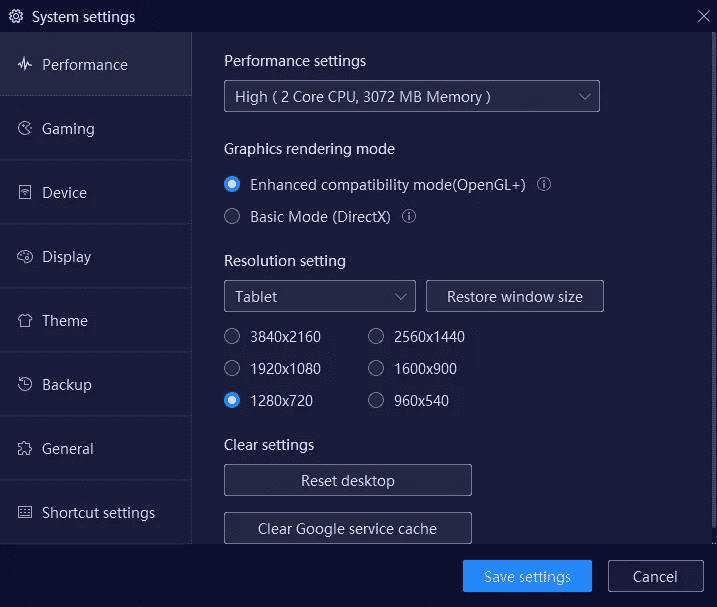 System settings
Performance
Gaming
Device
Display
Theme
Backup
General
Shortcut settings
Performance settings
High ( 2 Core CPU, 3072 MB Memory )
Graphics rendering mode
Enhanced compatibility mode(OpenGL+)
Basic Mode (DirectX)
Resolution setting
Tablet Restore window size
3840x2160 2560x1440
1920x1080 1600x900
1280x720 960x540
Clear settings
Reset desktop
Clear Google service cache
Save settings Cancel